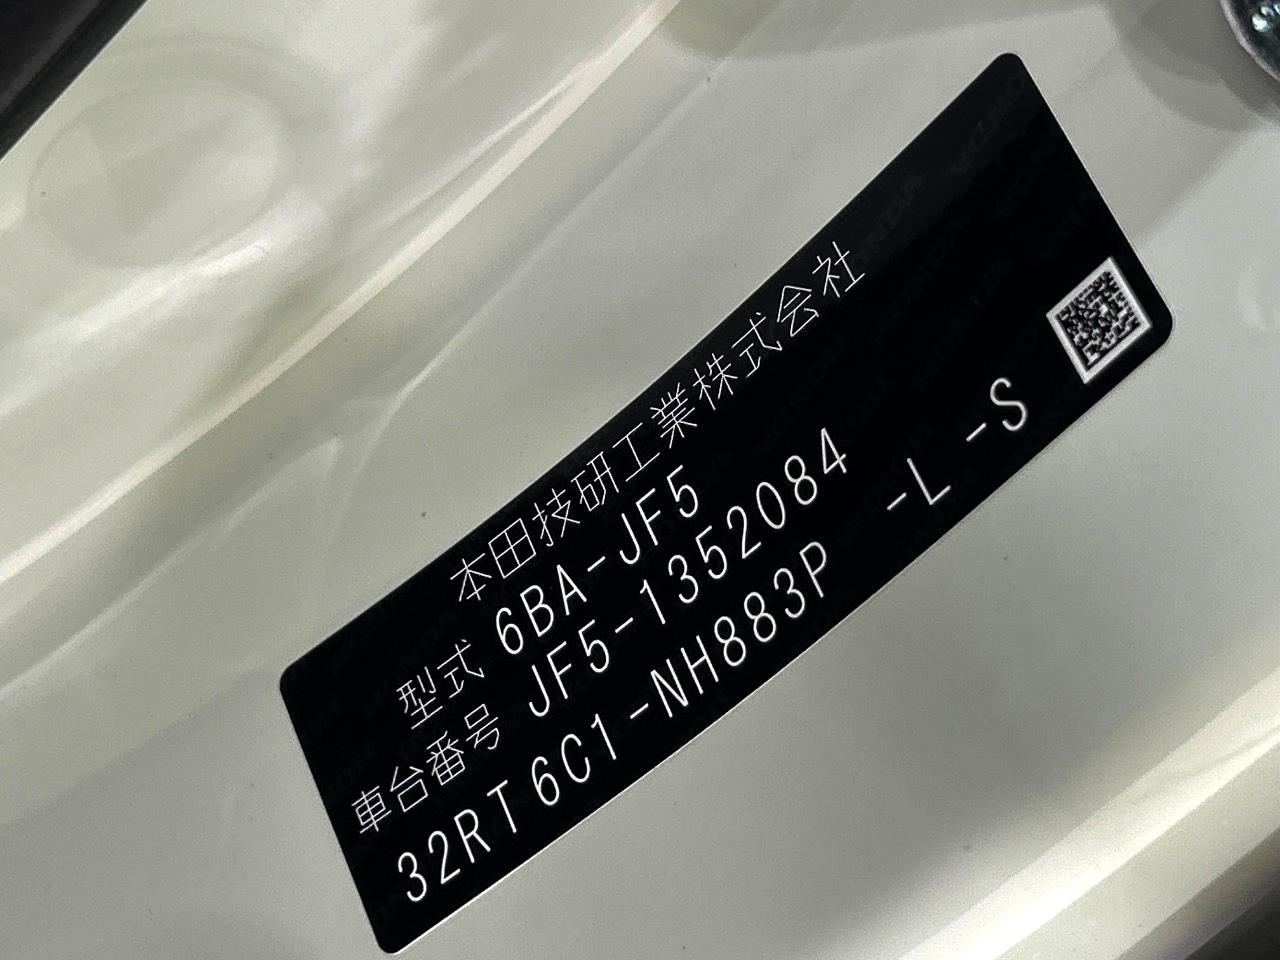 本田技研工業株式会社
型式 6BA-JF5
車台番号 JF5-1352084
32RT6C1-NH883P -L -S